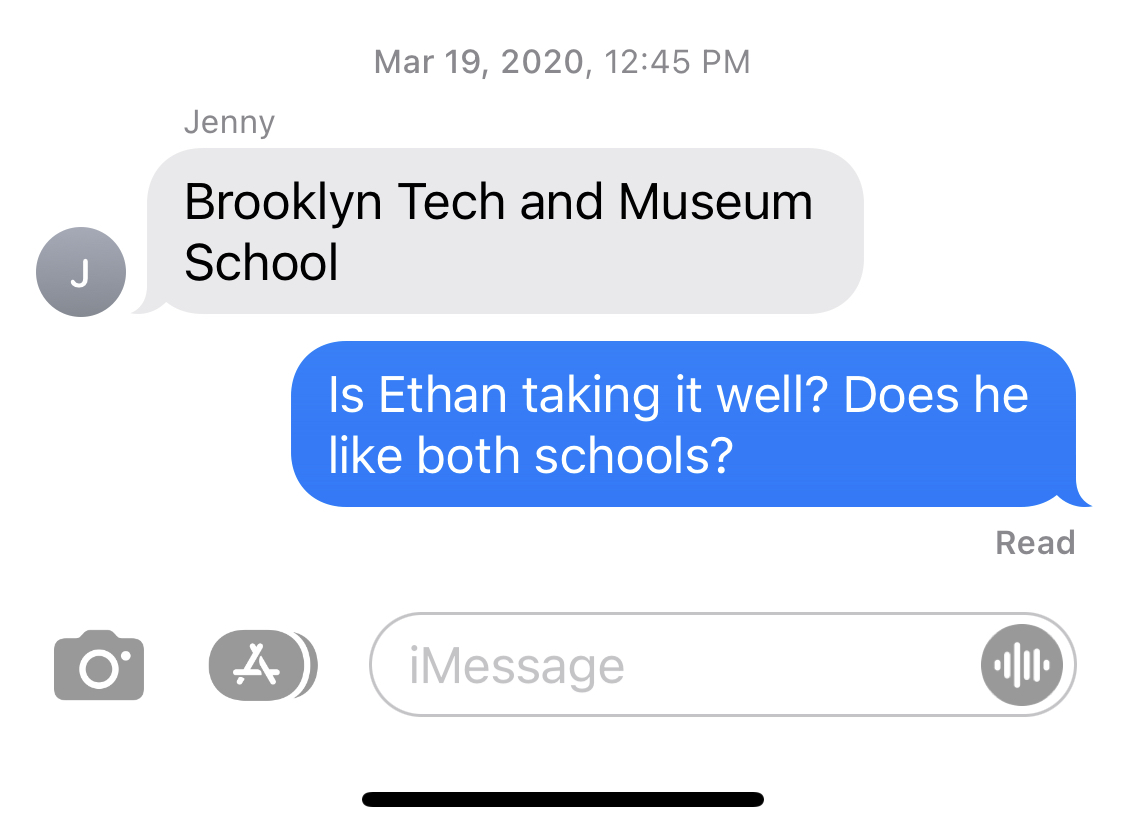 Mar 19, 2020, 12:45 PM
Jenny
Brooklyn Tech and Museum
School
J
Is Ethan taking it well? Does he
like both schools?
Read
iMessage